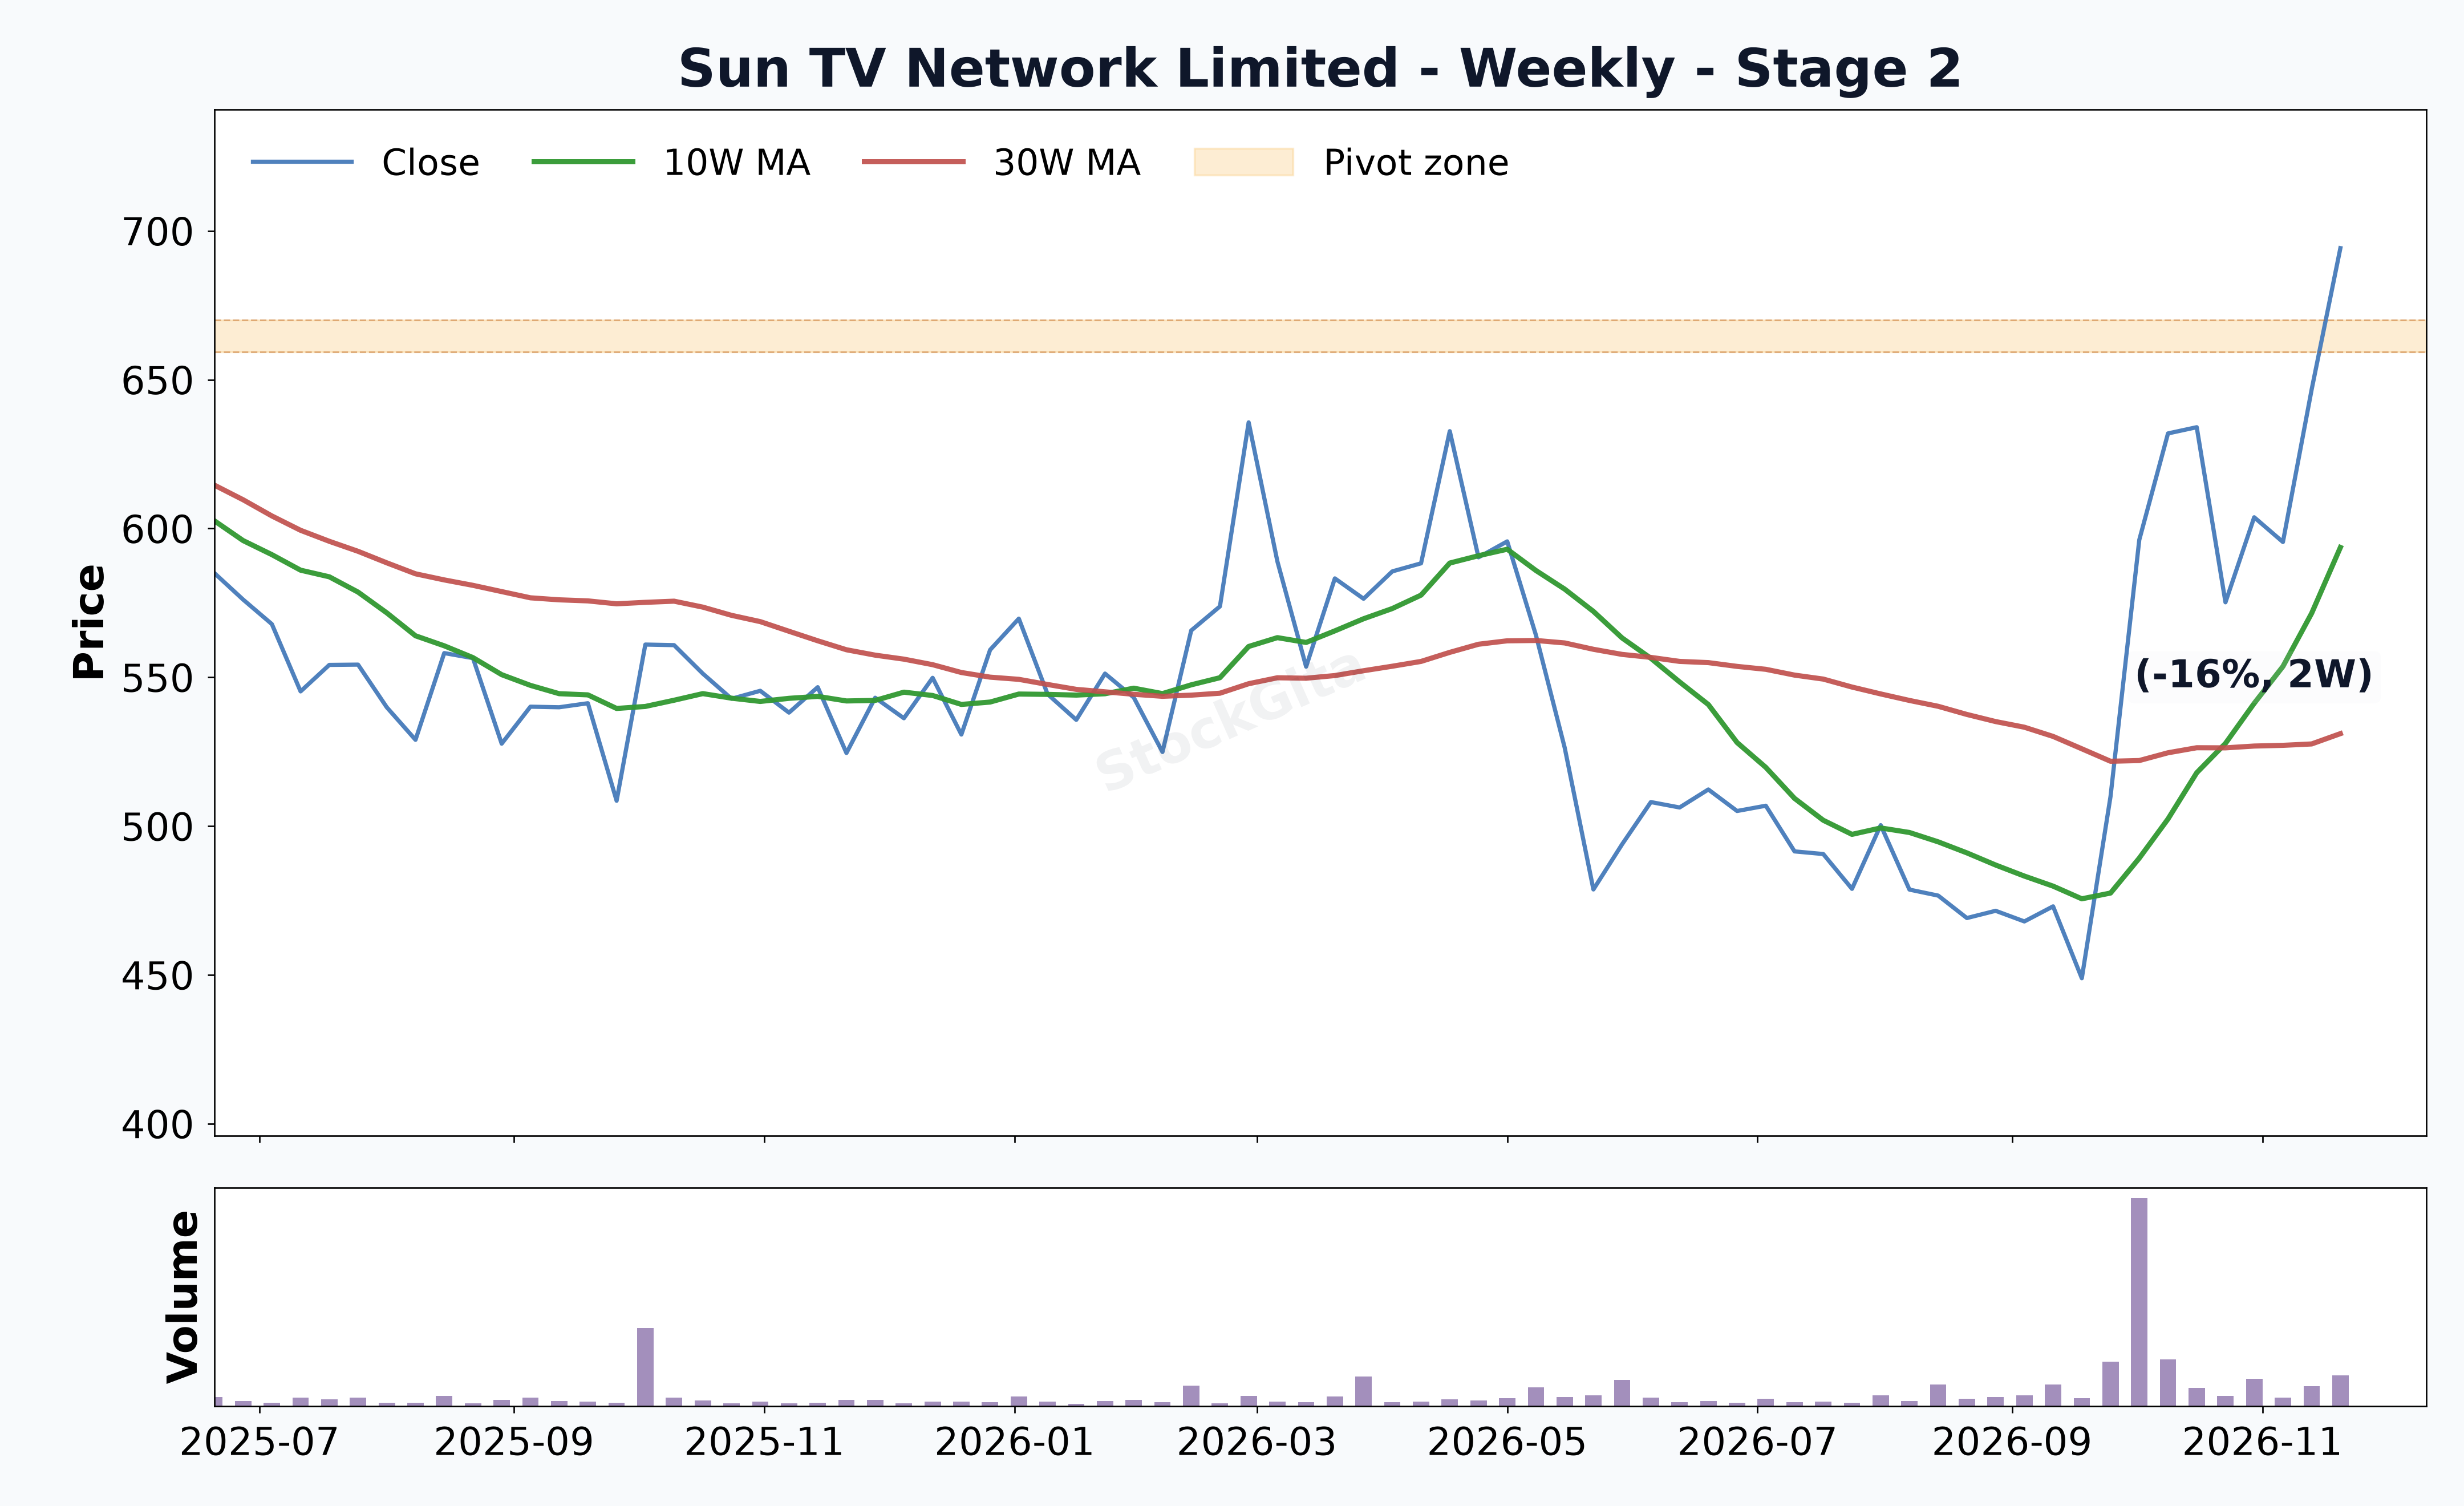 Sun TV Network Limited - Weekly - Stage 2
Close 10W MA 30W MA Pivot zone
Price
700
650
600
550
500
450
400
(-16%, 2W)
StockGita
Volume
2025-07 2025-09 2025-11 2026-01 2026-03 2026-05 2026-07 2026-09 2026-11